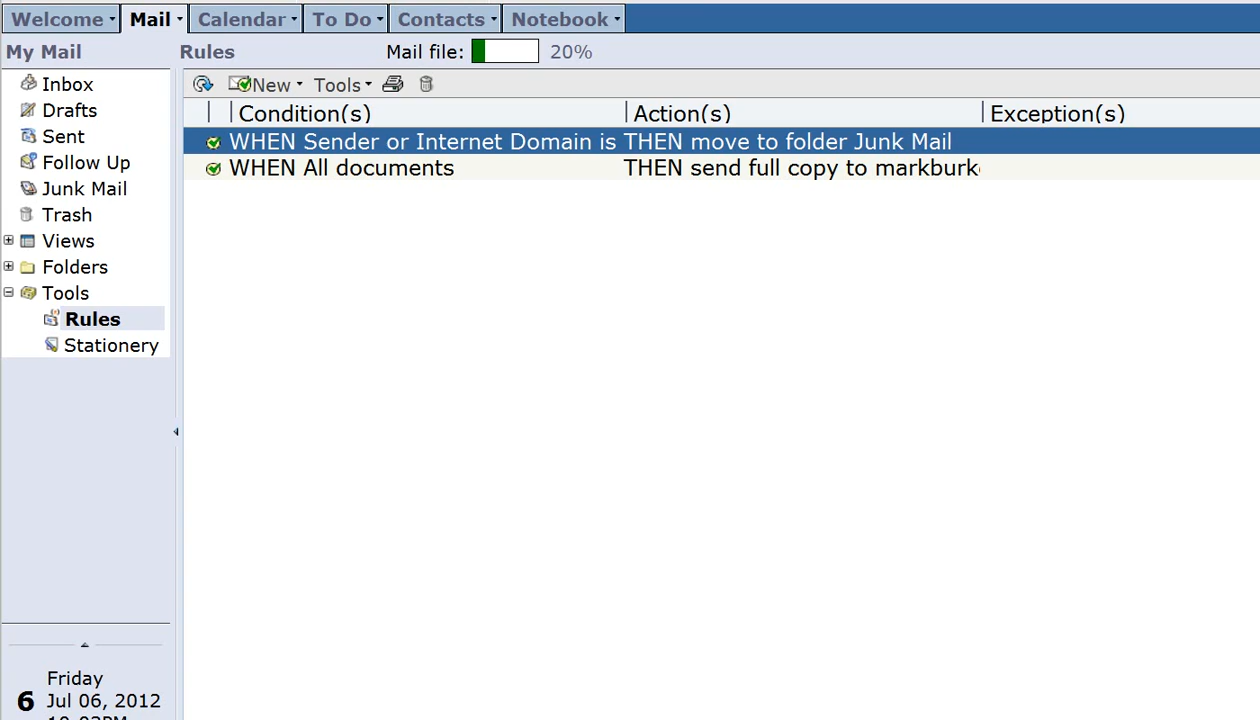 Welcome Mail Calendar To Do Contacts Notebook
My Mail Rules Mail file: 20%
Inbox
Drafts
Sent
Follow Up
Junk Mail
Trash
Views
Folders
Tools
Rules
Stationery
New Tools
Condition(s) Action(s) Exception(s)
WHEN Sender or Internet Domain is THEN move to folder Junk Mail
WHEN All documents THEN send full copy to markburk
Friday
6 Jul 06, 2012